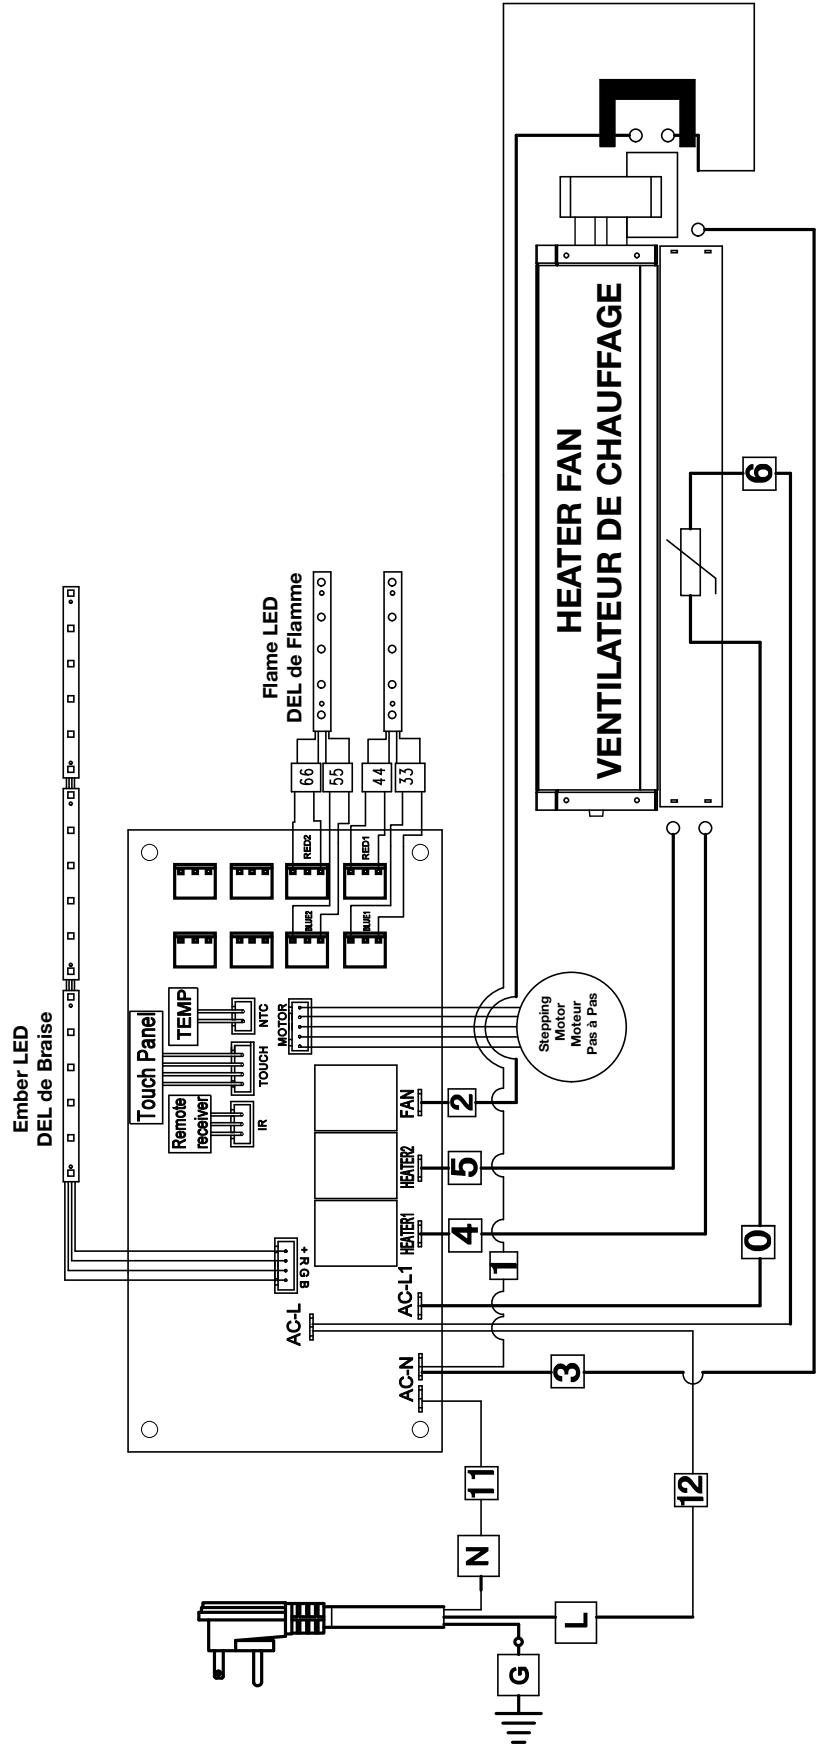 Ember LED
DEL de Braise
Flame LED
DEL de Flamme
66
55
44
33
RED2
RED1
BLUE2
BLUE1
Touch Panel
TEMP
Remote
receiver
NTC
TOUCH
IR
MOTOR
+ R G B
Stepping
Motor
Moteur
Pas à Pas
FAN
HEATER2
HEATER1
AC-L1
AC-L
AC-N
HEATER FAN
VENTILATEUR DE CHAUFFAGE
2
5
4
1
0
6
3
11
12
N
L
G